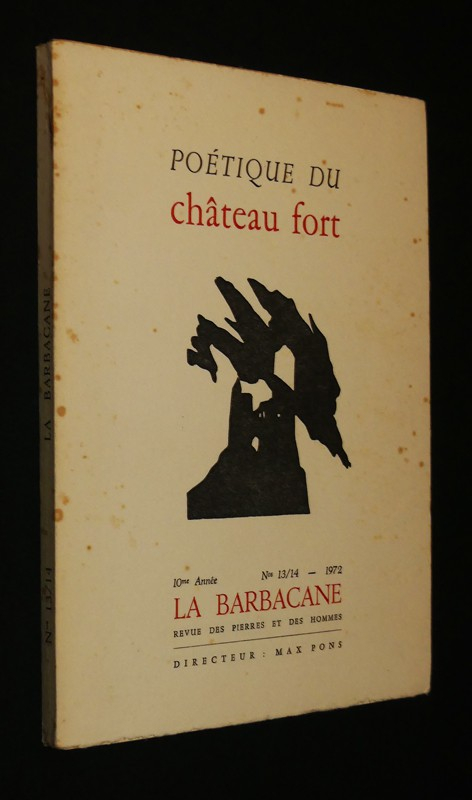 POÉTIQUE DU
château fort
10me Année Nos 13/14 — 1972
LA BARBACANE
REVUE DES PIERRES ET DES HOMMES
DIRECTEUR : MAX PONS
LA BARBACANE
Nos 13/14